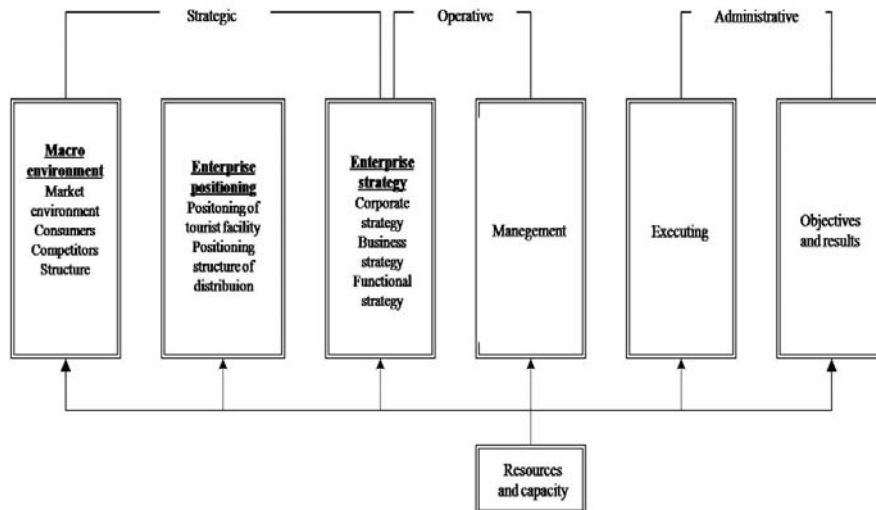 Strategic
Operative
Administrative
Macro
environment
Market
environment
Consumers
Competitors
Structure
Enterprise
positioning
Positoning of
tourist facility
Positioning
structure of
distribuion
Enterprise
strategy
Corporate
strategy
Business
strategy
Functional
strategy
Manegement
Executing
Objectives
and results
Resources
and capacity